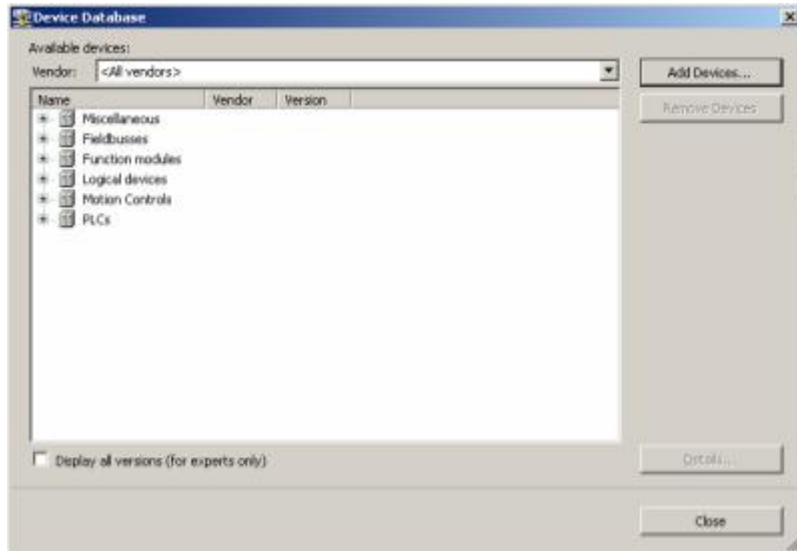 Device Database
Available devices:
Vendor: <All vendors>
Add Devices...
Remove Devices
Name Vendor Version
Miscellaneous
Fieldbusses
Function modules
Logical devices
Motion Controls
PLCs
Display all versions (for experts only)
Details...
Close